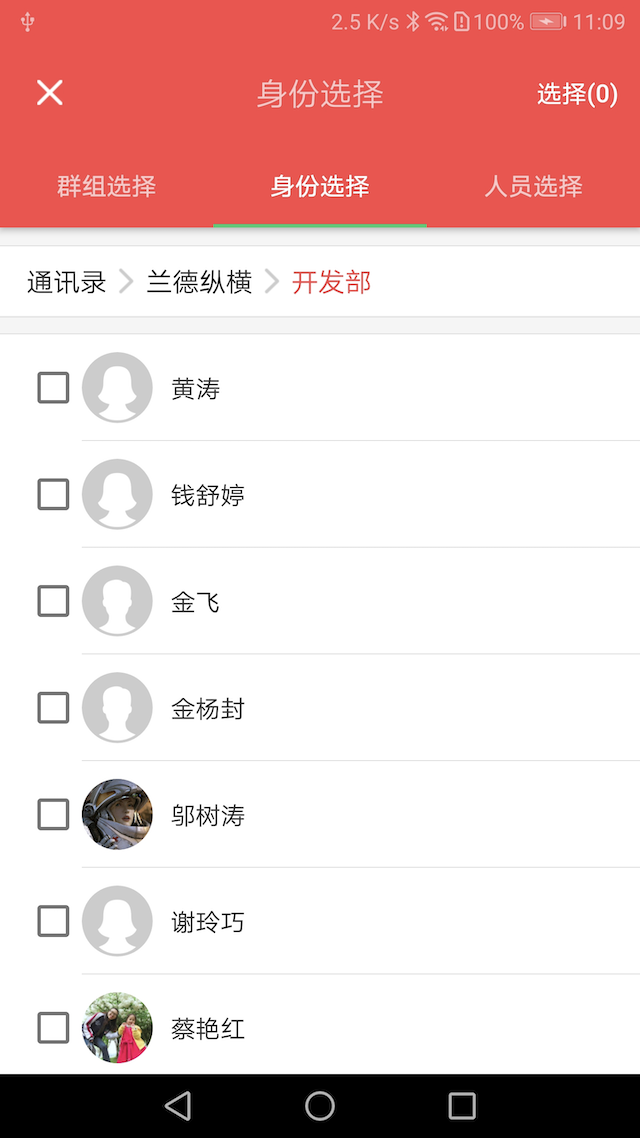 2.5 K/s 100% 11:09
身份选择 选择(0)
群组选择 身份选择 人员选择
通讯录 兰德纵横 开发部
黄涛
钱舒婷
金飞
金杨封
邬树涛
谢玲巧
蔡艳红